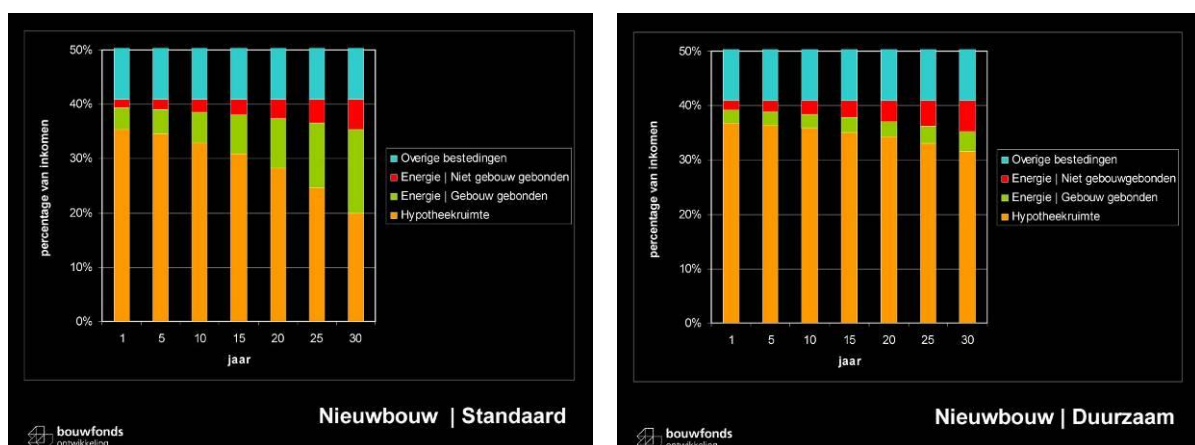 50%
40%
30%
20%
10%
0%
percentage van inkomen
1 5 10 15 20 25 30
jaar
Overige bestedingen
Energie | Niet gebouw gebonden
Energie | Gebouw gebonden
Hypotheekruimte
Nieuwbouw | Standaard
bouwfonds
ontwikkeling
50%
40%
30%
20%
10%
0%
percentage van inkomen
1 5 10 15 20 25 30
jaar
Overige bestedingen
Energie | Niet gebouwgebonden
Energie | Gebouw gebonden
Hypotheekruimte
Nieuwbouw | Duurzaam
bouwfonds
ontwikkeling